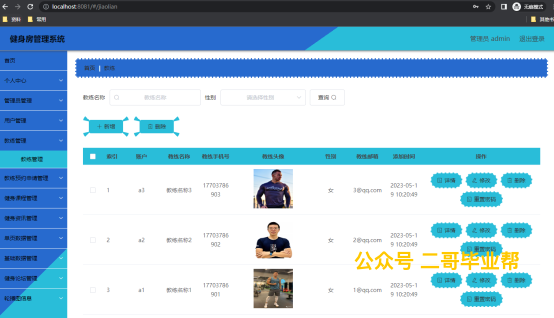 localhost:8081/#/jiaolian
无痕模式
资料 常用
其他书
健身房管理系统
管理员 admin 退出登录
首页
个人中心
管理员管理
用户管理
教练管理
教练管理
教练预约申请管理
健身课程管理
健身资讯管理
单页数据管理
基础数据管理
健身论坛管理
轮播图信息
首页 | 教练
教练名称 教练名称 性别 请选择性别 查询
+ 新增 删除
索引 账户 教练名称 教练手机号 教练头像 性别 教练邮箱 添加时间 操作
1 a3 教练名称3 17703786903 女 3@qq.com 2023-05-19 10:20:49 详情 修改 删除
重置密码
2 a2 教练名称2 17703786902 女 2@qq.com 2023-05-19 10:20:49 详情 修改 删除
重置密码
公众号 二哥毕业帮
1 a1 教练名称1 17703786901 女 1@qq.com 2023-05-19 10:20:49 详情 修改 删除
重置密码